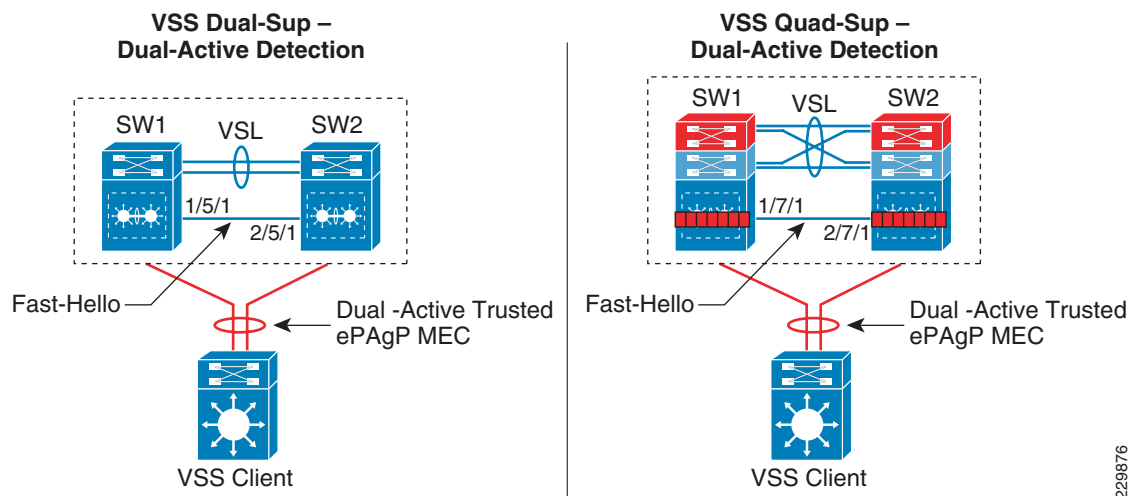 VSS Dual-Sup –
Dual-Active Detection
SW1
VSL
SW2
1/5/1
2/5/1
Fast-Hello
Dual -Active Trusted
ePAgP MEC
VSS Client
VSS Quad-Sup –
Dual-Active Detection
SW1
VSL
SW2
1/7/1
2/7/1
Fast-Hello
Dual -Active Trusted
ePAgP MEC
VSS Client
229876